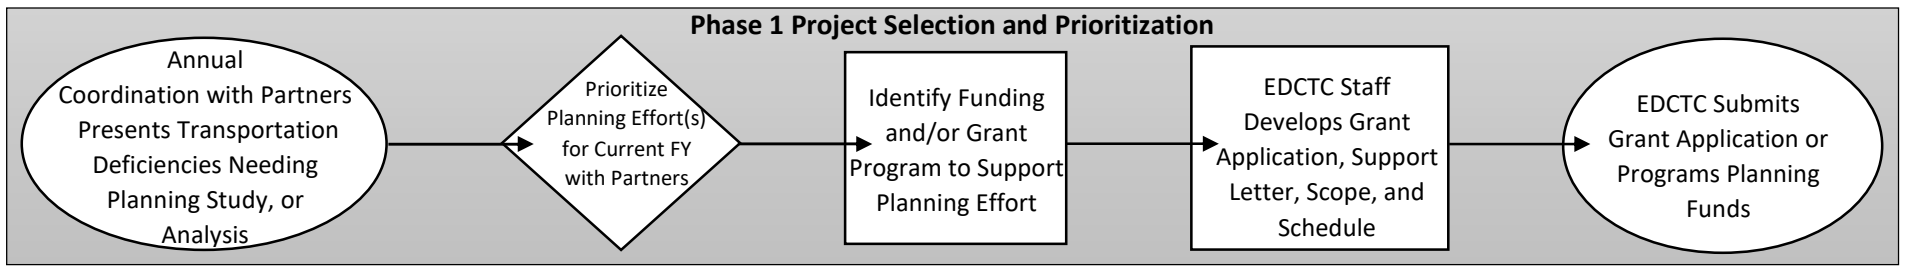 Phase 1 Project Selection and Prioritization
Annual
Coordination with Partners
Presents Transportation
Deficiencies Needing
Planning Study, or
Analysis
Prioritize
Planning Effort(s)
for Current FY
with Partners
Identify Funding
and/or Grant
Program to Support
Planning Effort
EDCTC Staff
Develops Grant
Application, Support
Letter, Scope, and
Schedule
EDCTC Submits
Grant Application or
Programs Planning
Funds